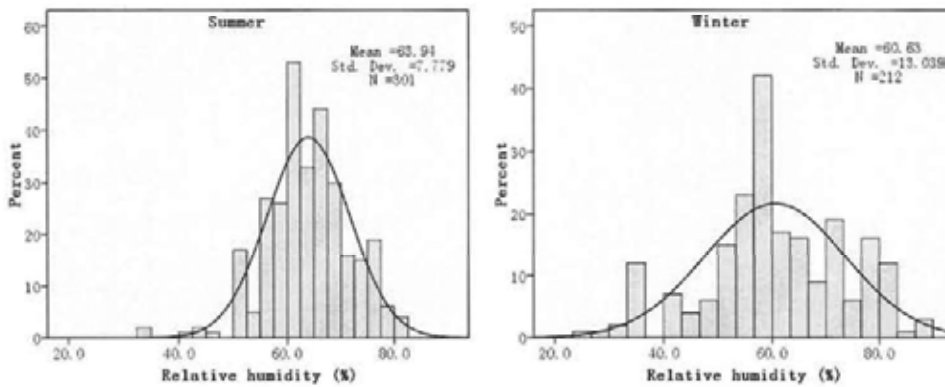 Summer
Mean =63.94
Std. Dev. =7.779
N =301
60
50
40
30
20
10
0
Percent
20.0 40.0 60.0 80.0
Relative humidity (%)
Winter
Mean =60.63
Std. Dev. =13.039
N =212
50
40
30
20
10
0
Percent
20.0 40.0 60.0 80.0
Relative humidity (%)